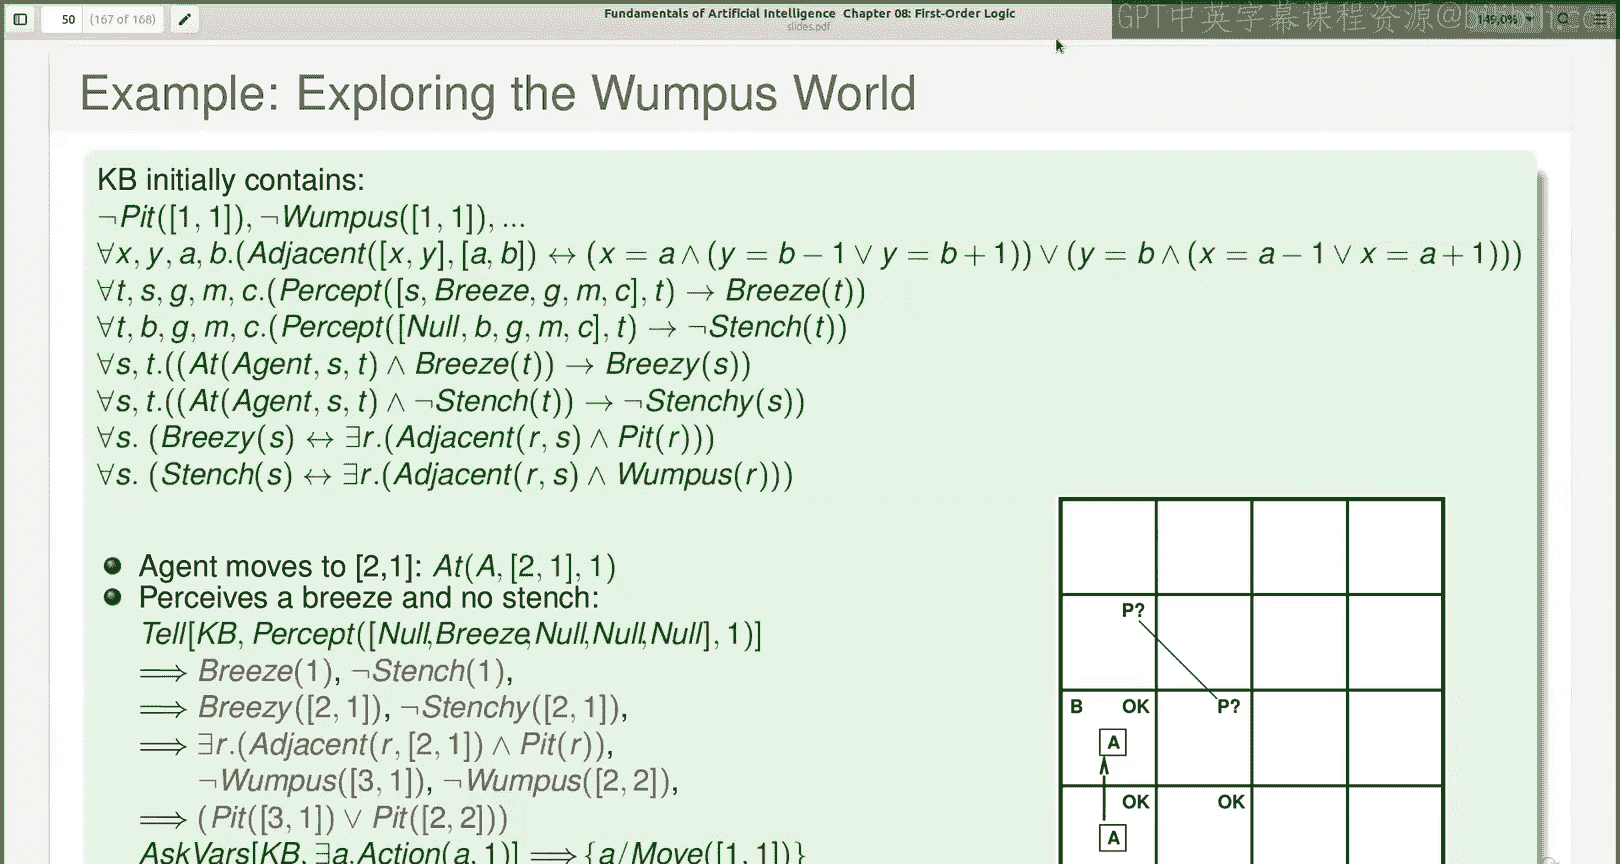 50 (167 of 168)
Fundamentals of Artificial Intelligence Chapter 08: First-Order Logic
slides.pdf
GPT中英字幕课程资源@bilibili.com
149,0%
Example: Exploring the Wumpus World
KB initially contains:
¬Pit([1, 1]), ¬Wumpus([1, 1]), ...
∀x, y, a, b.(Adjacent([x, y], [a, b]) ↔ (x = a ∧ (y = b − 1 ∨ y = b + 1)) ∨ (y = b ∧ (x = a − 1 ∨ x = a + 1)))
∀t, s, g, m, c.(Percept([s, Breeze, g, m, c], t) → Breeze(t))
∀t, b, g, m, c.(Percept([Null, b, g, m, c], t) → ¬Stench(t))
∀s, t.((At(Agent, s, t) ∧ Breeze(t)) → Breezy(s))
∀s, t.((At(Agent, s, t) ∧ ¬Stench(t)) → ¬Stenchy(s))
∀s. (Breezy(s) ↔ ∃r.(Adjacent(r, s) ∧ Pit(r)))
∀s. (Stench(s) ↔ ∃r.(Adjacent(r, s) ∧ Wumpus(r)))
Agent moves to [2,1]: At(A, [2, 1], 1)
Perceives a breeze and no stench:
Tell[KB, Percept([Null,Breeze,Null,Null,Null], 1)]
⟹ Breeze(1), ¬Stench(1),
⟹ Breezy([2, 1]), ¬Stenchy([2, 1]),
⟹ ∃r.(Adjacent(r, [2, 1]) ∧ Pit(r)),
¬Wumpus([3, 1]), ¬Wumpus([2, 2]),
⟹ (Pit([3, 1]) ∨ Pit([2, 2]))
AskVars[KB, ∃a.Action(a, 1)] ⟹ {a/Move([1, 1])}
P?
B OK P?
A
OK OK
A